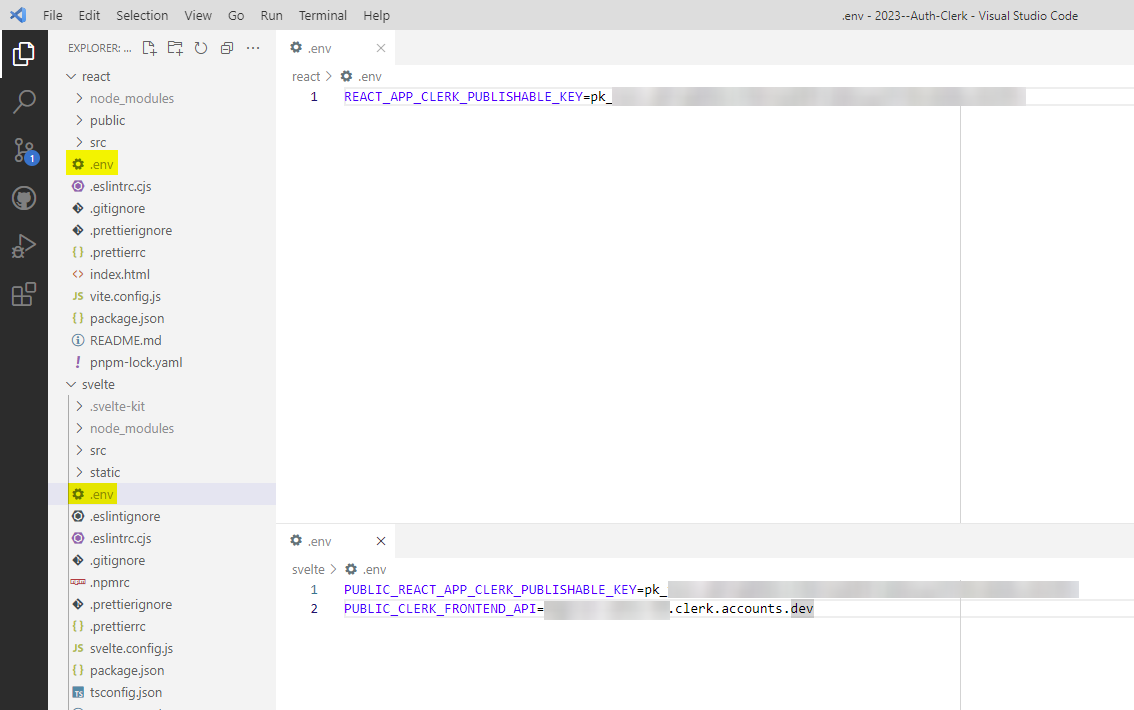 File Edit Selection View Go Run Terminal Help .env - 2023--Auth-Clerk - Visual Studio Code
EXPLORER: ...
react
node_modules
public
src
.env
.eslintrc.cjs
.gitignore
.prettierignore
.prettierrc
index.html
JS vite.config.js
package.json
README.md
pnpm-lock.yaml
svelte
.svelte-kit
node_modules
src
static
.env
.eslintignore
.eslintrc.cjs
.gitignore
.npmrc
.prettierignore
.prettierrc
JS svelte.config.js
package.json
TS tsconfig.json
1
.env
react > .env
1 REACT_APP_CLERK_PUBLISHABLE_KEY=pk_
.env
svelte > .env
1 PUBLIC_REACT_APP_CLERK_PUBLISHABLE_KEY=pk_
2 PUBLIC_CLERK_FRONTEND_API= .clerk.accounts.dev